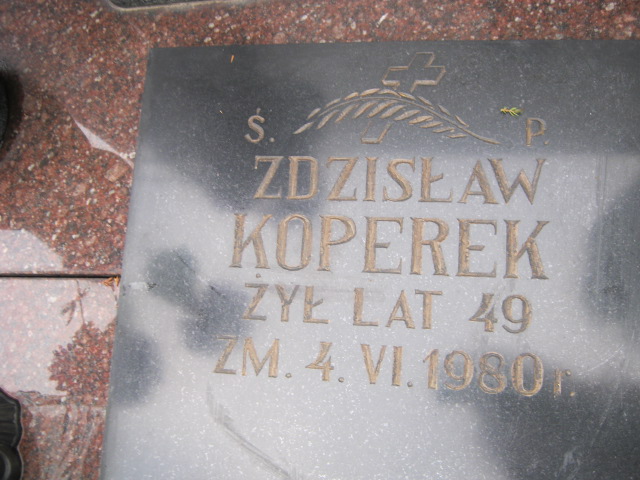 Ś. P.
ZDZISŁAW
KOPEREK
ŻYŁ LAT 49
ZM. 4. VI. 1980 r.